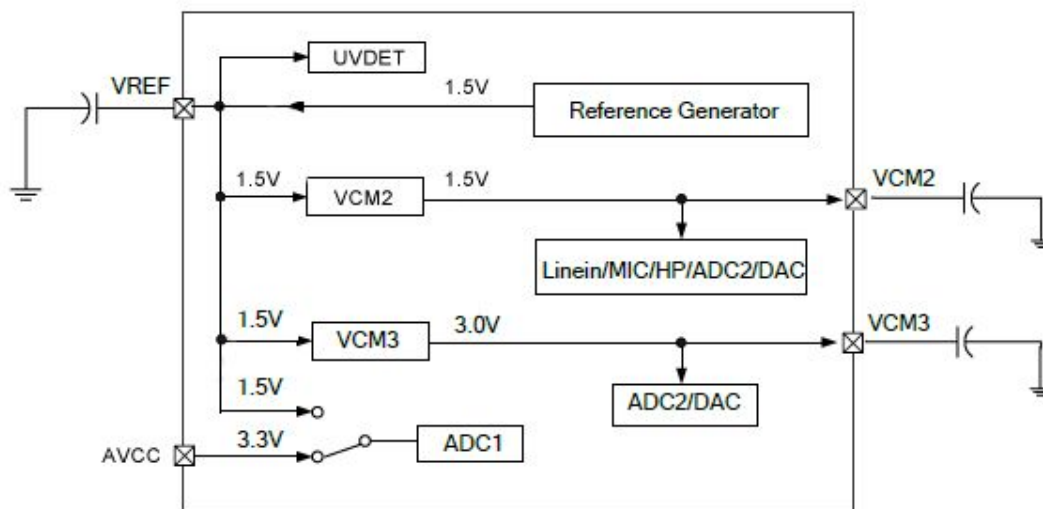 UVDET
VREF
1.5V
Reference Generator
1.5V
VCM2
1.5V
VCM2
Linein/MIC/HP/ADC2/DAC
1.5V
VCM3
3.0V
VCM3
ADC2/DAC
1.5V
AVCC
3.3V
ADC1